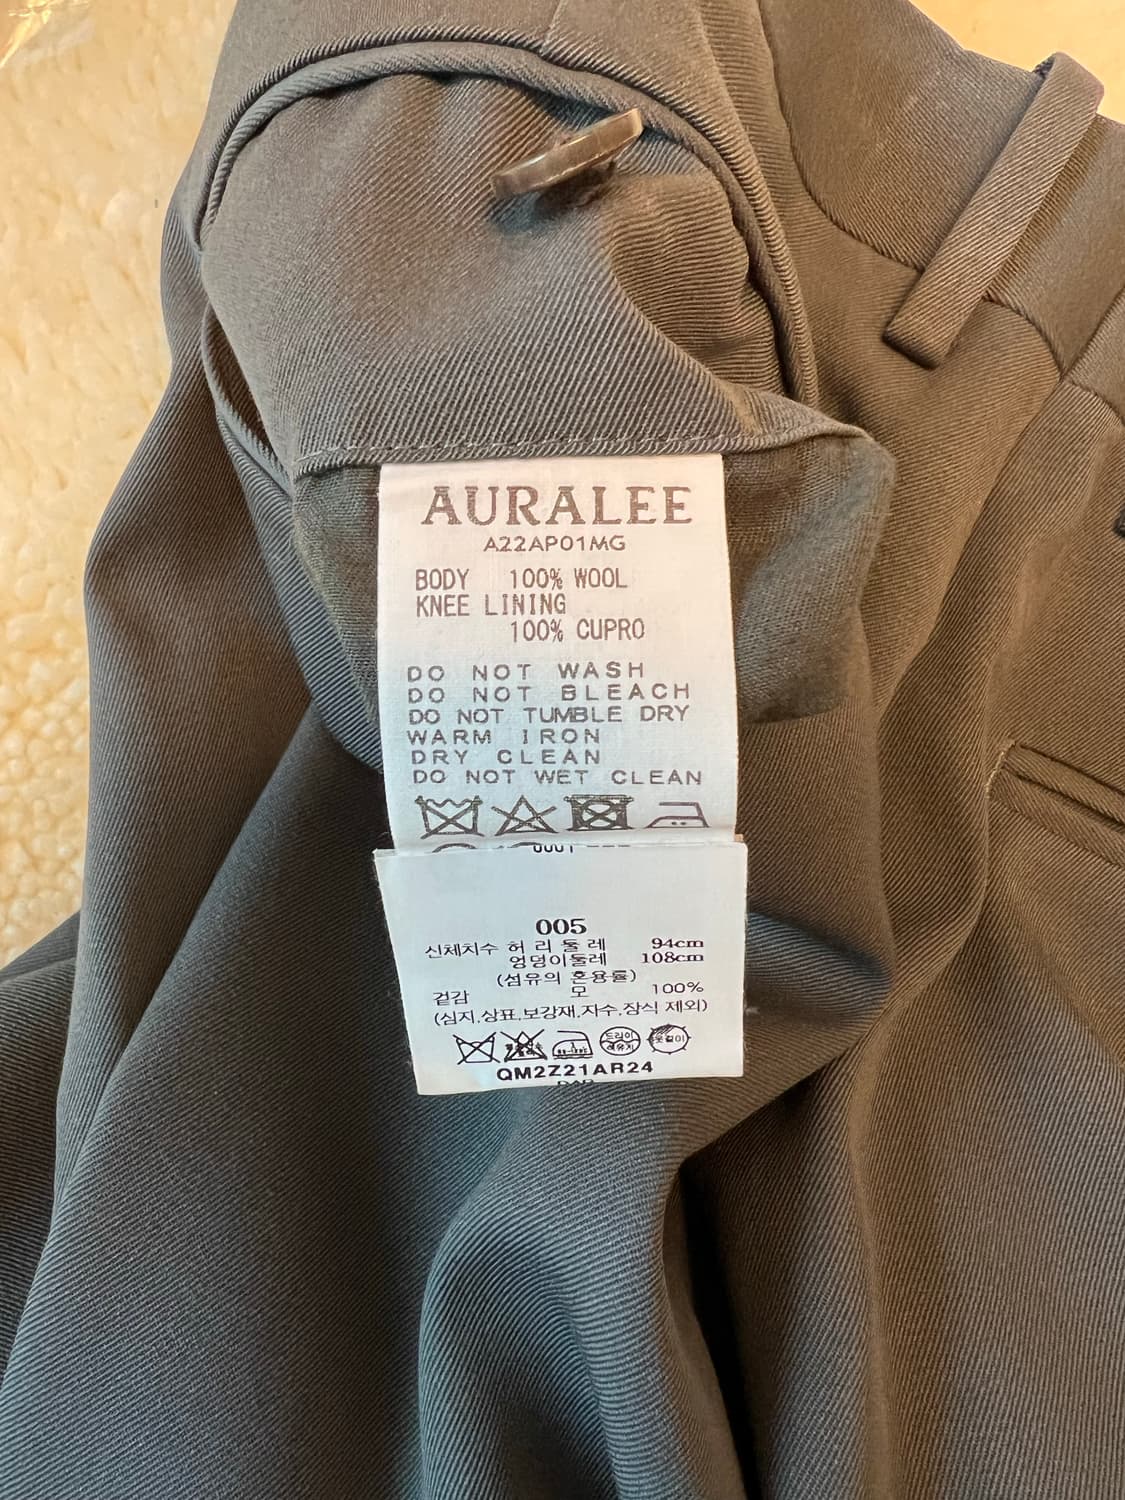 AURALEE
A22AP01MG
BODY 100% WOOL
KNEE LINING
100% CUPRO
DO NOT WASH
DO NOT BLEACH
DO NOT TUMBLE DRY
WARM IRON
DRY CLEAN
DO NOT WET CLEAN
005
신체치수 허 리 둘 레 94cm
엉덩이둘레 108cm
(섬유의 혼용률)
겉감 모 100%
(심지,상표,보강재,자수,장식 제외)
드라이
QM2Z21AR24